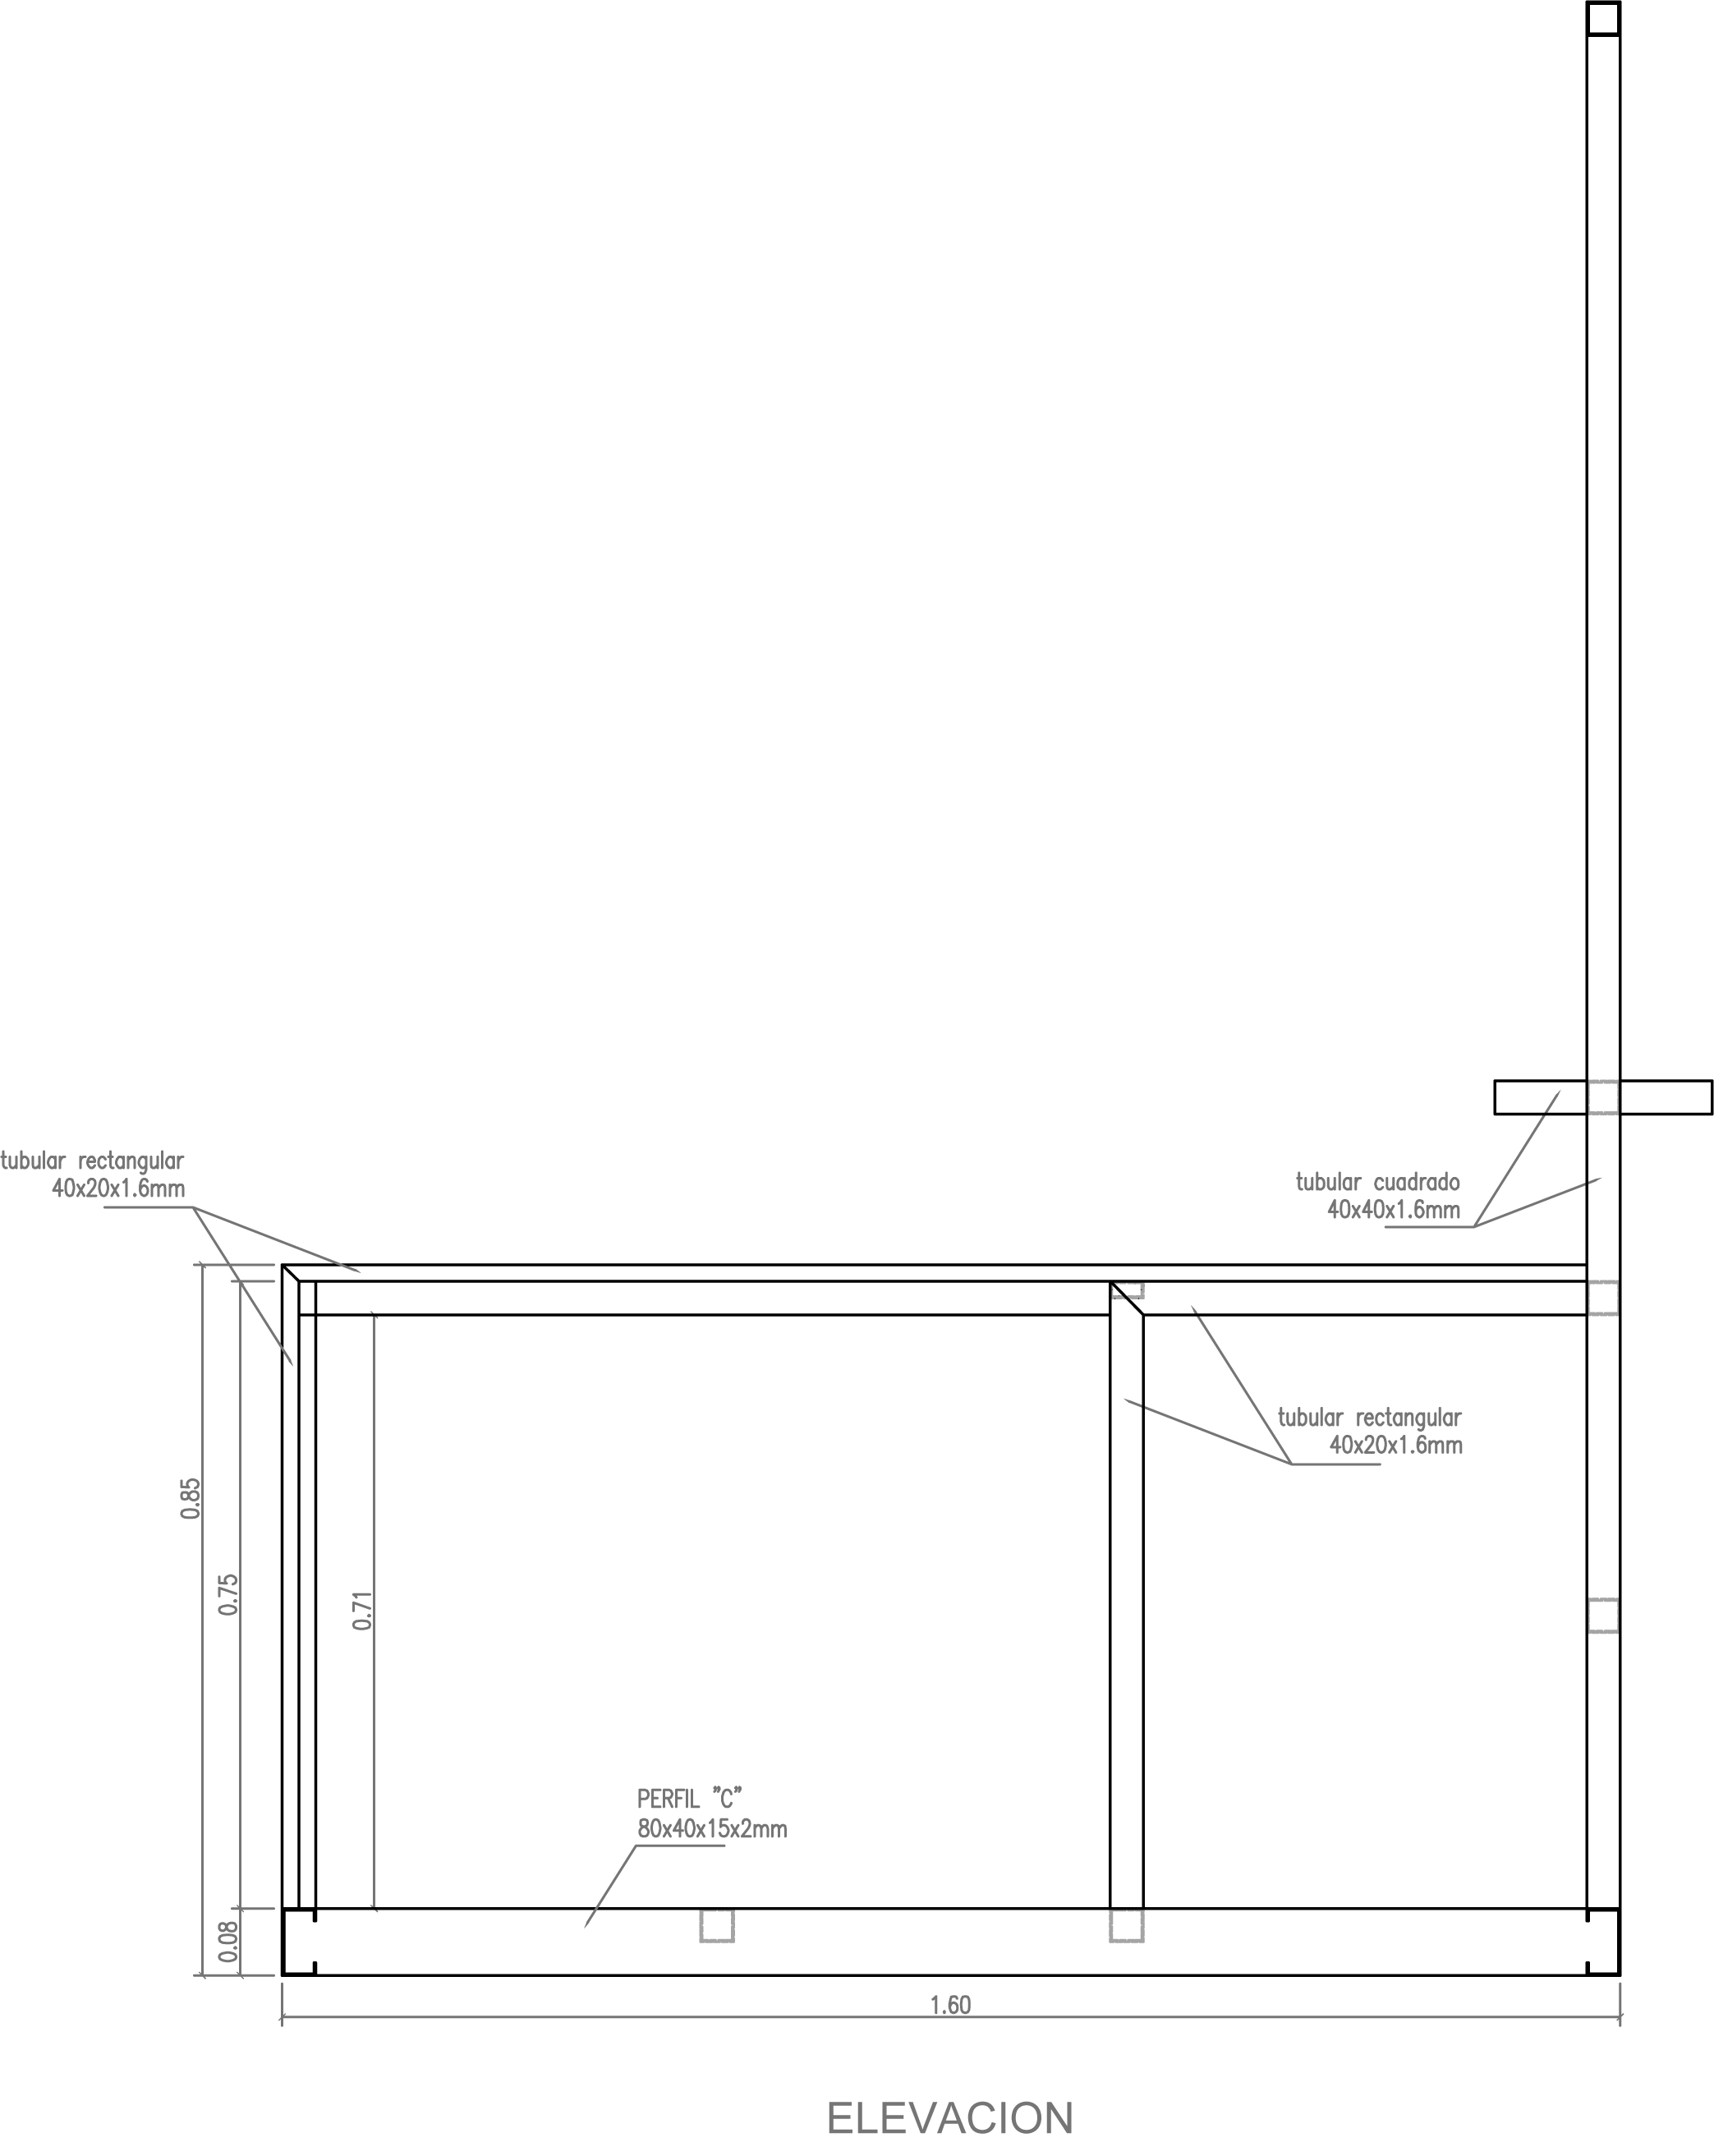 tubular rectangular
40x20x1.6mm
tubular cuadrado
40x40x1.6mm
tubular rectangular
40x20x1.6mm
0.85
0.75
0.71
PERFIL "C"
80x40x15x2mm
0.08
1.60
ELEVACION